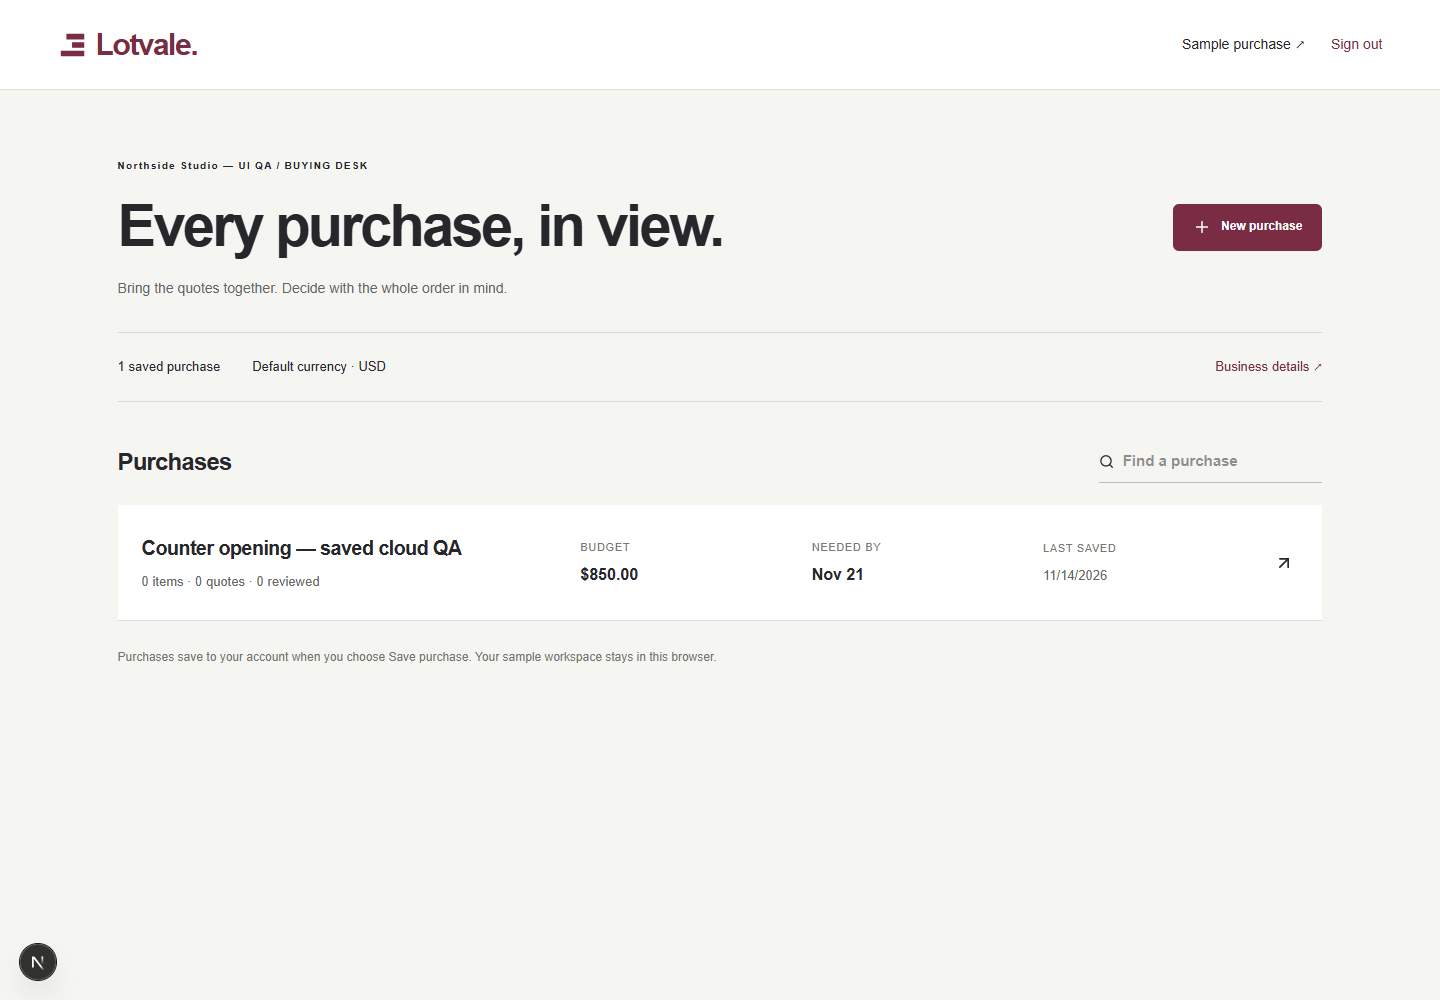 Lotvale.
Sample purchase ↗
Sign out
Northside Studio — UI QA / BUYING DESK
Every purchase, in view.
New purchase
Bring the quotes together. Decide with the whole order in mind.
1 saved purchase
Default currency · USD
Business details ↗
Purchases
Find a purchase
Counter opening — saved cloud QA
0 items · 0 quotes · 0 reviewed
BUDGET
$850.00
NEEDED BY
Nov 21
LAST SAVED
11/14/2026
Purchases save to your account when you choose Save purchase. Your sample workspace stays in this browser.
N